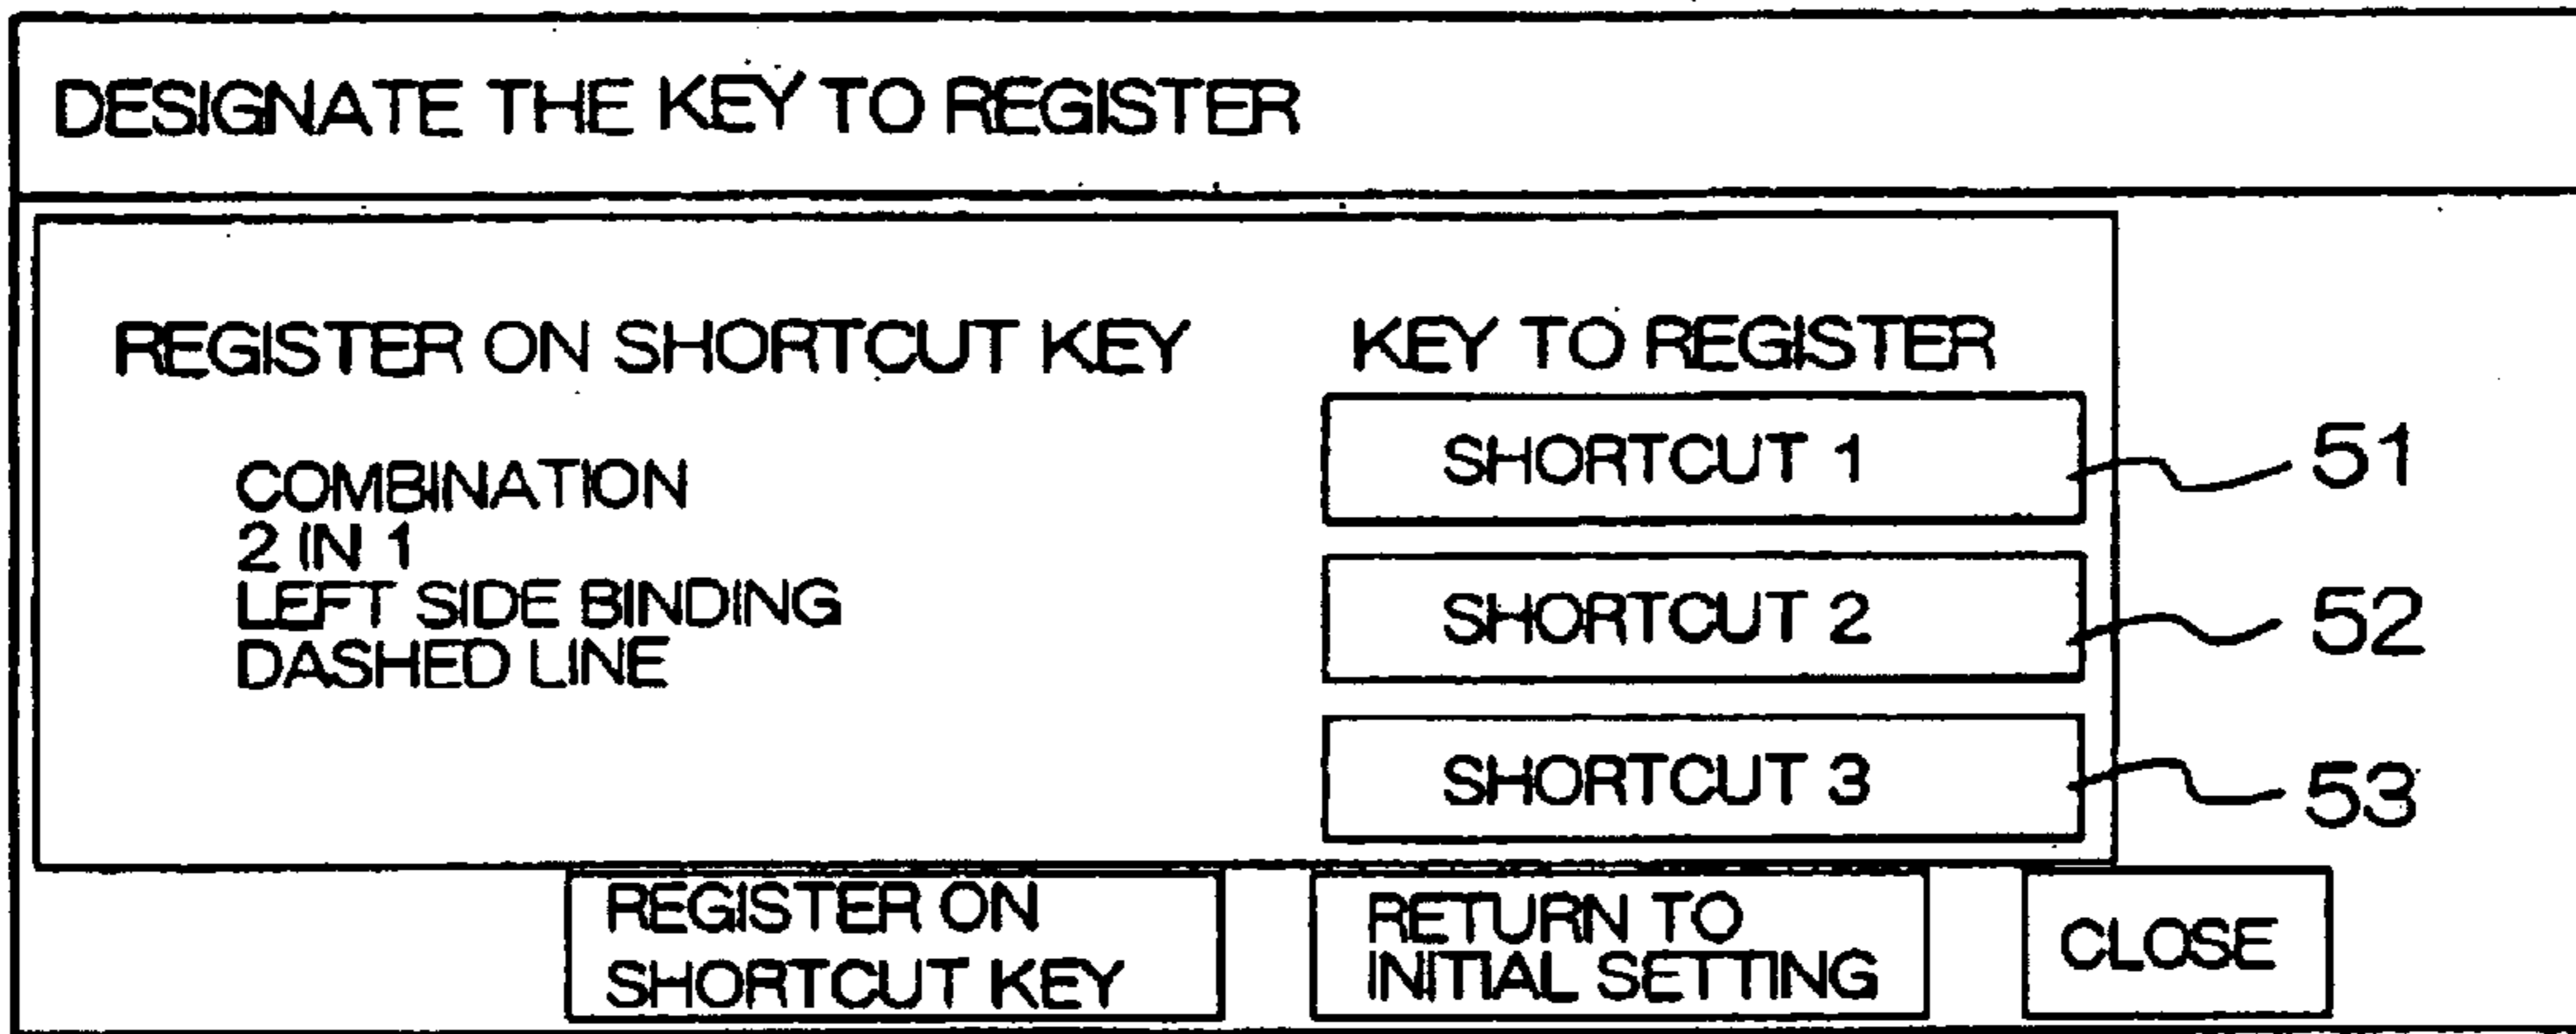 DESIGNATE THE KEY TO REGISTER
REGISTER ON SHORTCUT KEY
COMBINATION
2 IN 1
LEFT SIDE BINDING
DASHED LINE
KEY TO REGISTER
SHORTCUT 1
51
SHORTCUT 2
52
SHORTCUT 3
53
REGISTER ON
SHORTCUT KEY
RETURN TO
INITIAL SETTING
CLOSE